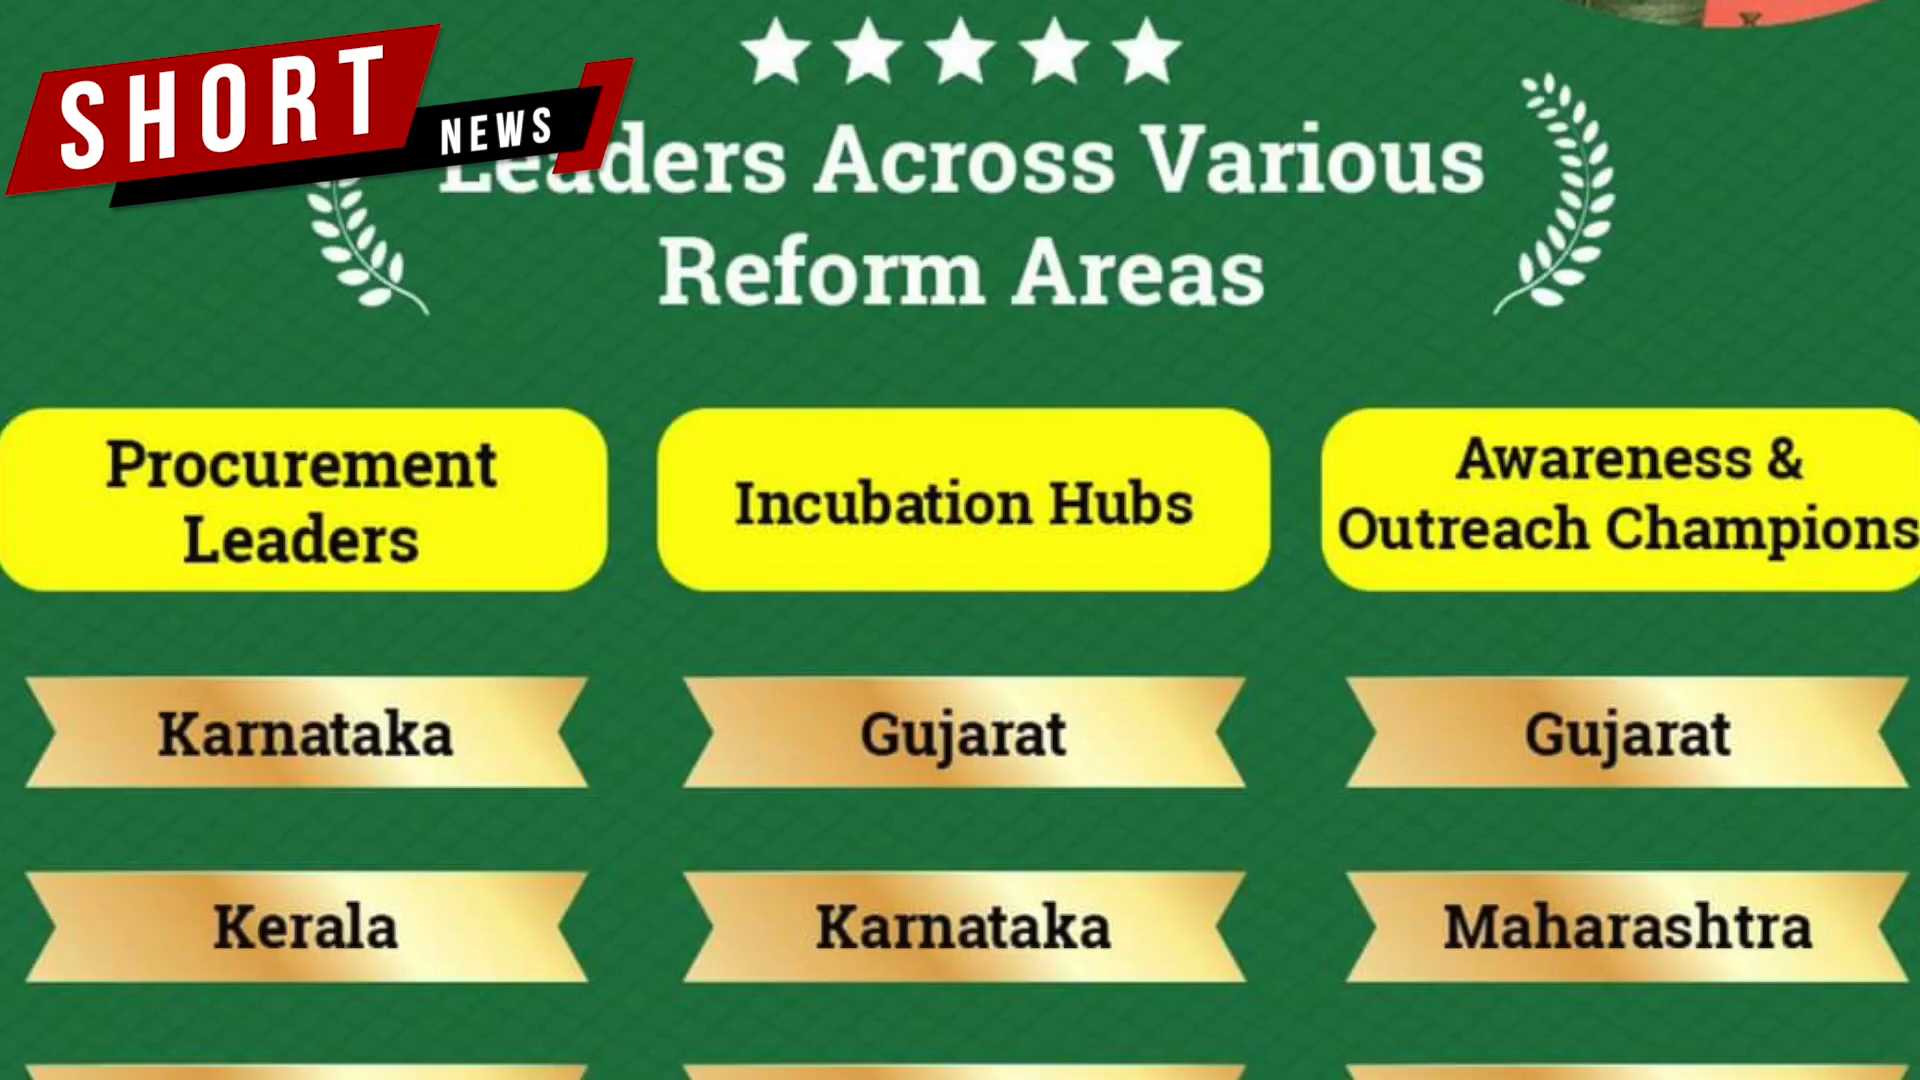 SHORT
NEWS
Leaders Across Various
Reform Areas
Procurement
Leaders
Incubation Hubs
Awareness &
Outreach Champions
Karnataka
Gujarat
Gujarat
Kerala
Karnataka
Maharashtra